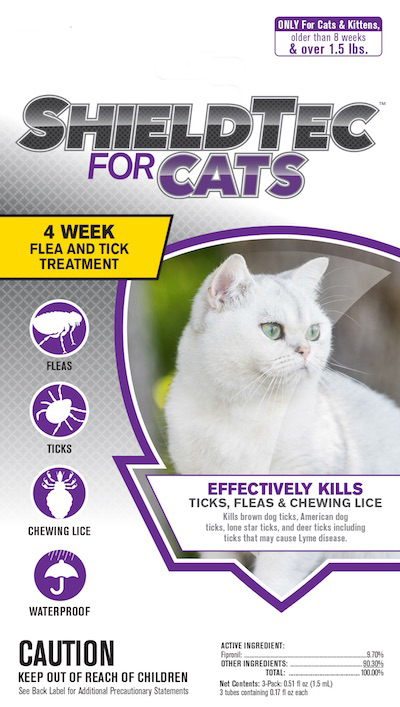 ONLY For Cats & Kittens,
older than 8 weeks
& over 1.5 lbs.
SHIELDTEC™
FOR CATS
4 WEEK
FLEA AND TICK
TREATMENT
FLEAS
TICKS
CHEWING LICE
WATERPROOF
EFFECTIVELY KILLS
TICKS, FLEAS & CHEWING LICE
Kills brown dog ticks, American dog
ticks, lone star ticks, and deer ticks including
ticks that may cause Lyme disease.
CAUTION
KEEP OUT OF REACH OF CHILDREN
See Back Label for Additional Precautionary Statements
ACTIVE INGREDIENT:
Fipronil: 9.70%
OTHER INGREDIENTS: 90.30%
TOTAL: 100.00%
Net Contents: 3-Pack: 0.51 fl oz (1.5 mL)
3 tubes containing 0.17 fl oz each